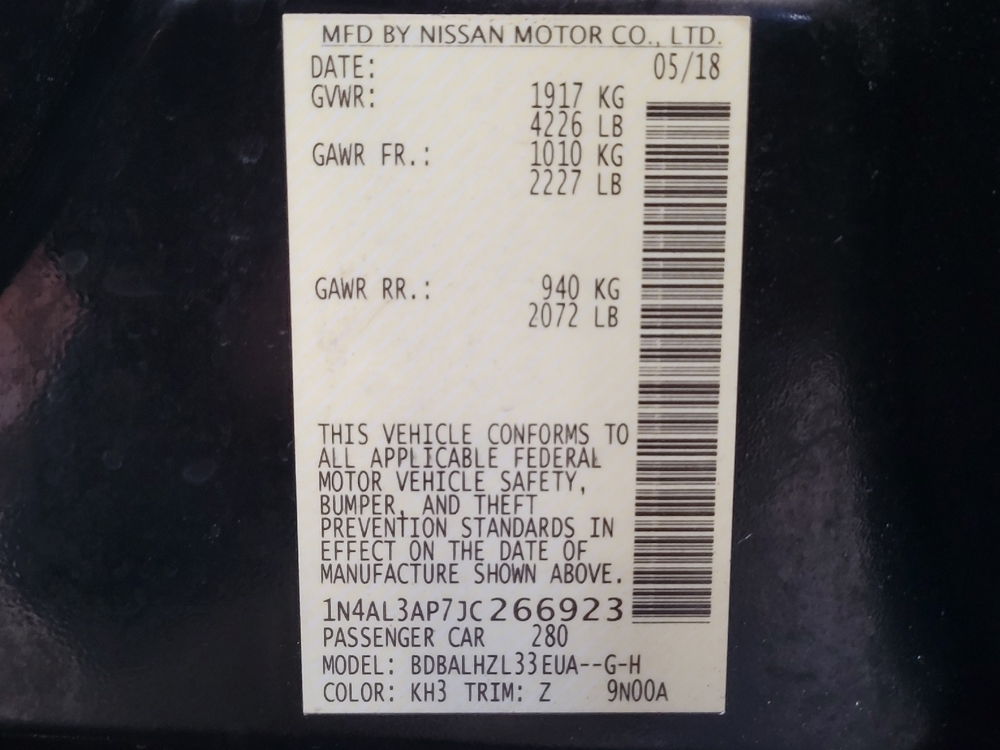 MFD BY NISSAN MOTOR CO., LTD.
DATE: 05/18
GVWR: 1917 KG
4226 LB
GAWR FR.: 1010 KG
2227 LB
GAWR RR.: 940 KG
2072 LB
THIS VEHICLE CONFORMS TO
ALL APPLICABLE FEDERAL
MOTOR VEHICLE SAFETY,
BUMPER, AND THEFT
PREVENTION STANDARDS IN
EFFECT ON THE DATE OF
MANUFACTURE SHOWN ABOVE.
1N4AL3AP7JC266923
PASSENGER CAR 280
MODEL: BDBALHZL33EUA--G-H
COLOR: KH3 TRIM: Z 9N00A